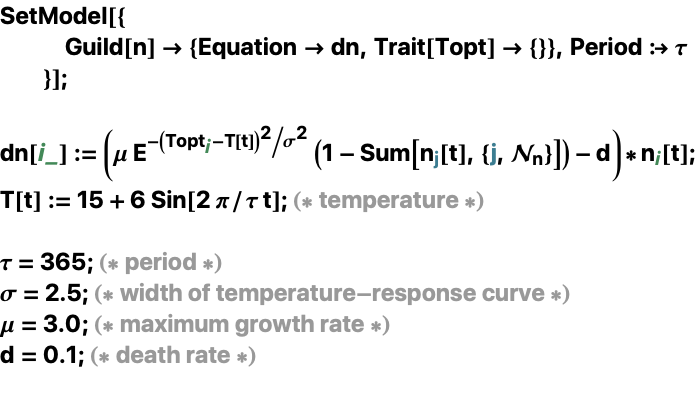 SetModel[{
Guild[n] → {Equation → dn, Trait[Topt] → {}}, Period :→ τ
}];
dn[i_] := (μ E^-(Topt_i-T[t])^2/σ^2 (1 - Sum[n_j[t], {j, 𝒩_n}]) - d) * n_i[t];
T[t] := 15 + 6 Sin[2 π / τ t]; (* temperature *)
τ = 365; (* period *)
σ = 2.5; (* width of temperature-response curve *)
μ = 3.0; (* maximum growth rate *)
d = 0.1; (* death rate *)